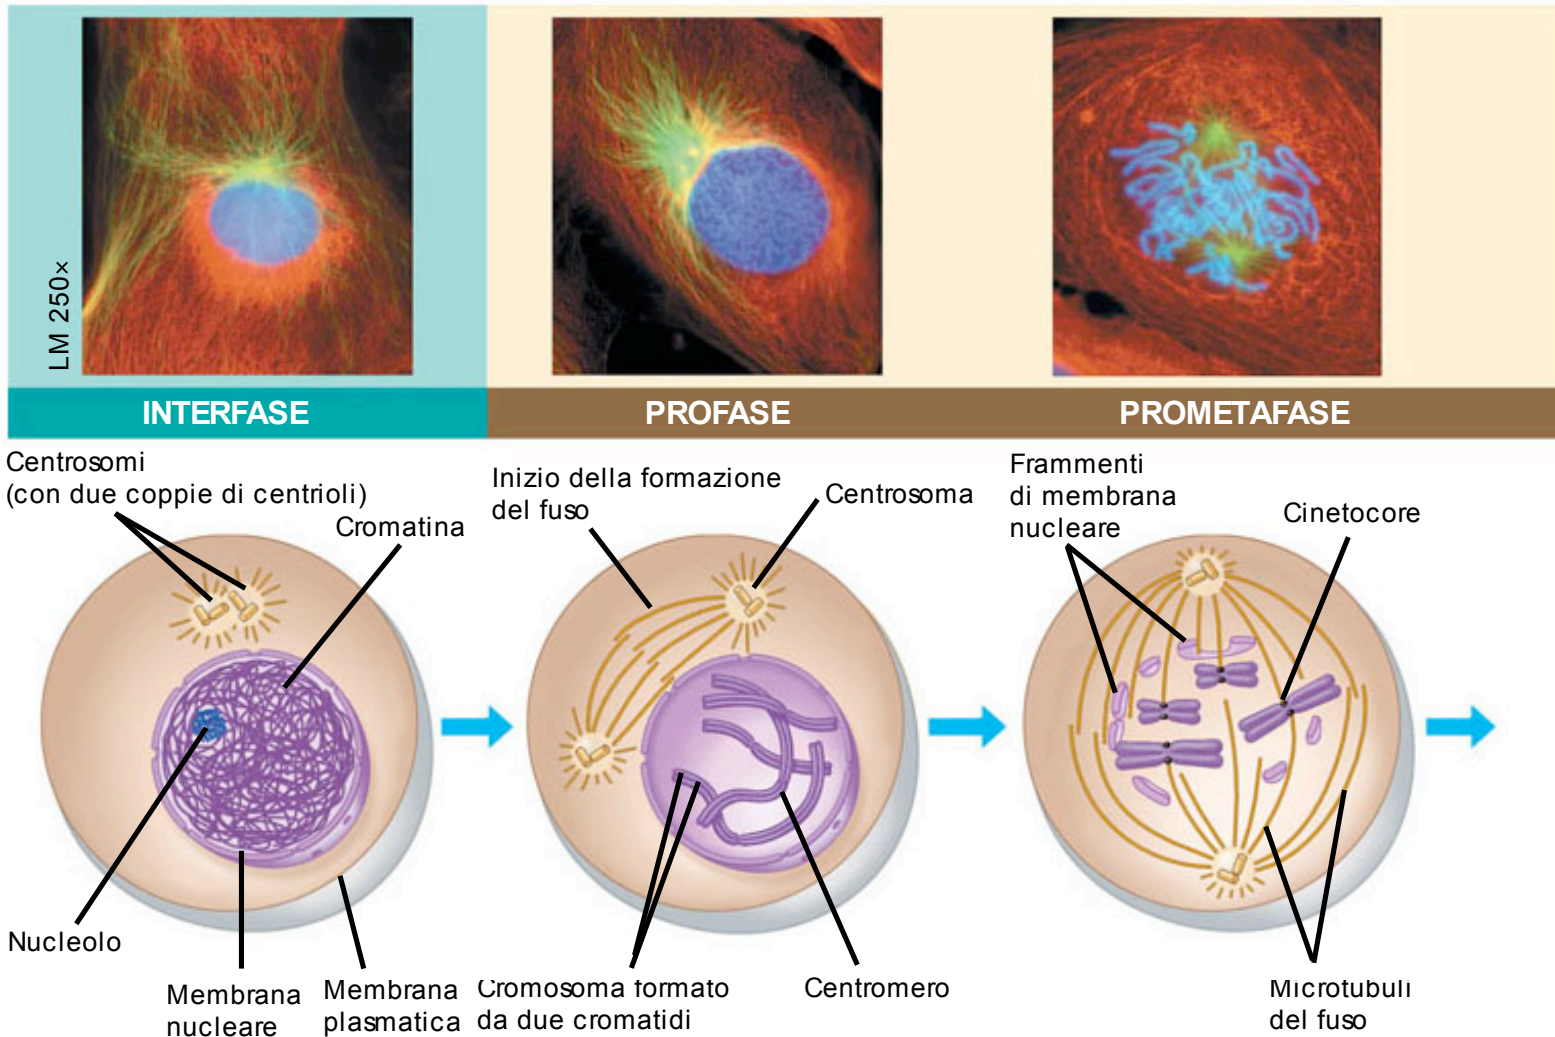 LM 250×
INTERFASE
PROFASE
PROMETAFASE
Centrosomi
(con due coppie di centrioli)
Cromatina
Nucleolo
Membrana
nucleare
Membrana
plasmatica
Inizio della formazione
del fuso
Centrosoma
Cromosoma formato
da due cromatidi
Centromero
Frammenti
di membrana
nucleare
Cinetocore
Microtubuli
del fuso